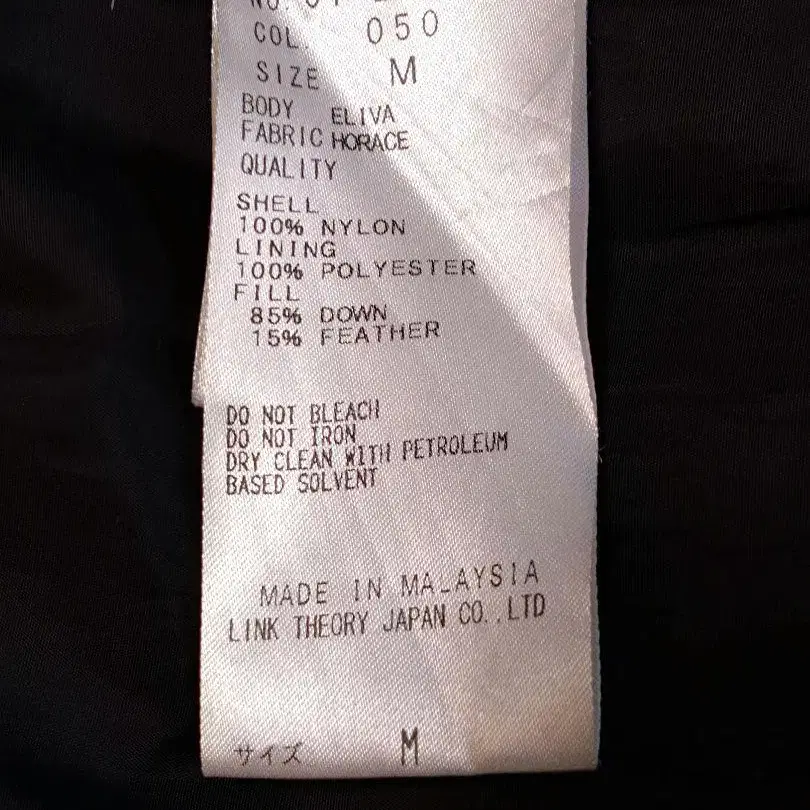 COL. 050
SIZE M
BODY ELIVA
FABRIC HORACE
QUALITY
SHELL
100% NYLON
LINING
100% POLYESTER
FILL
85% DOWN
15% FEATHER
DO NOT BLEACH
DO NOT IRON
DRY CLEAN WITH PETROLEUM
BASED SOLVENT
MADE IN MALAYSIA
LINK THEORY JAPAN CO.,LTD
サイズ M